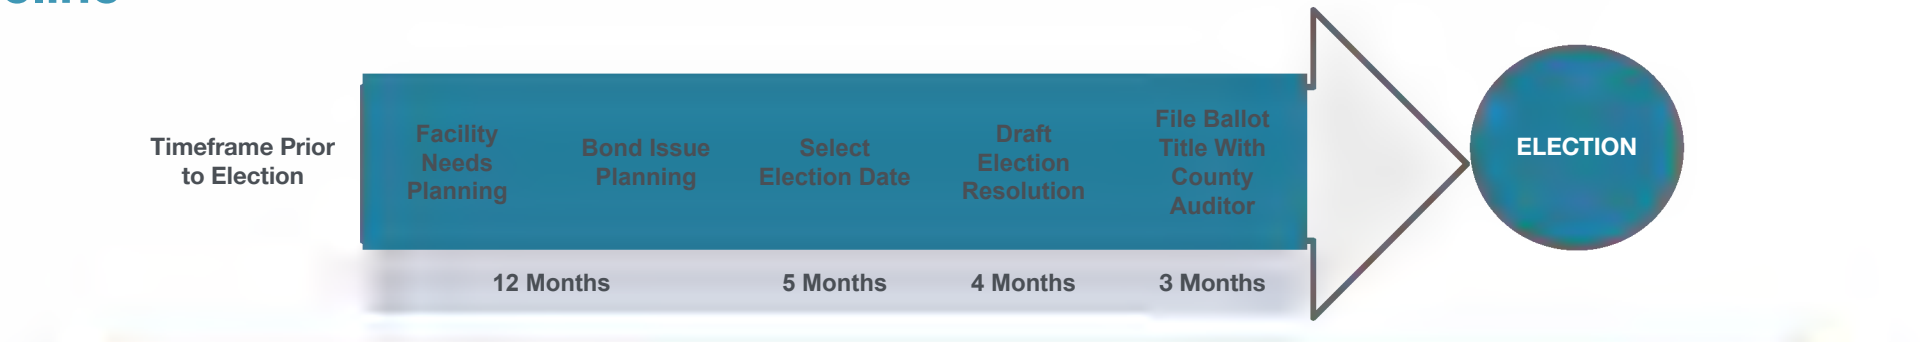 Timeframe Prior
to Election
Facility
Needs
Planning
Bond Issue
Planning
Select
Election Date
Draft
Election
Resolution
File Ballot
Title With
County
Auditor
ELECTION
12 Months
5 Months
4 Months
3 Months